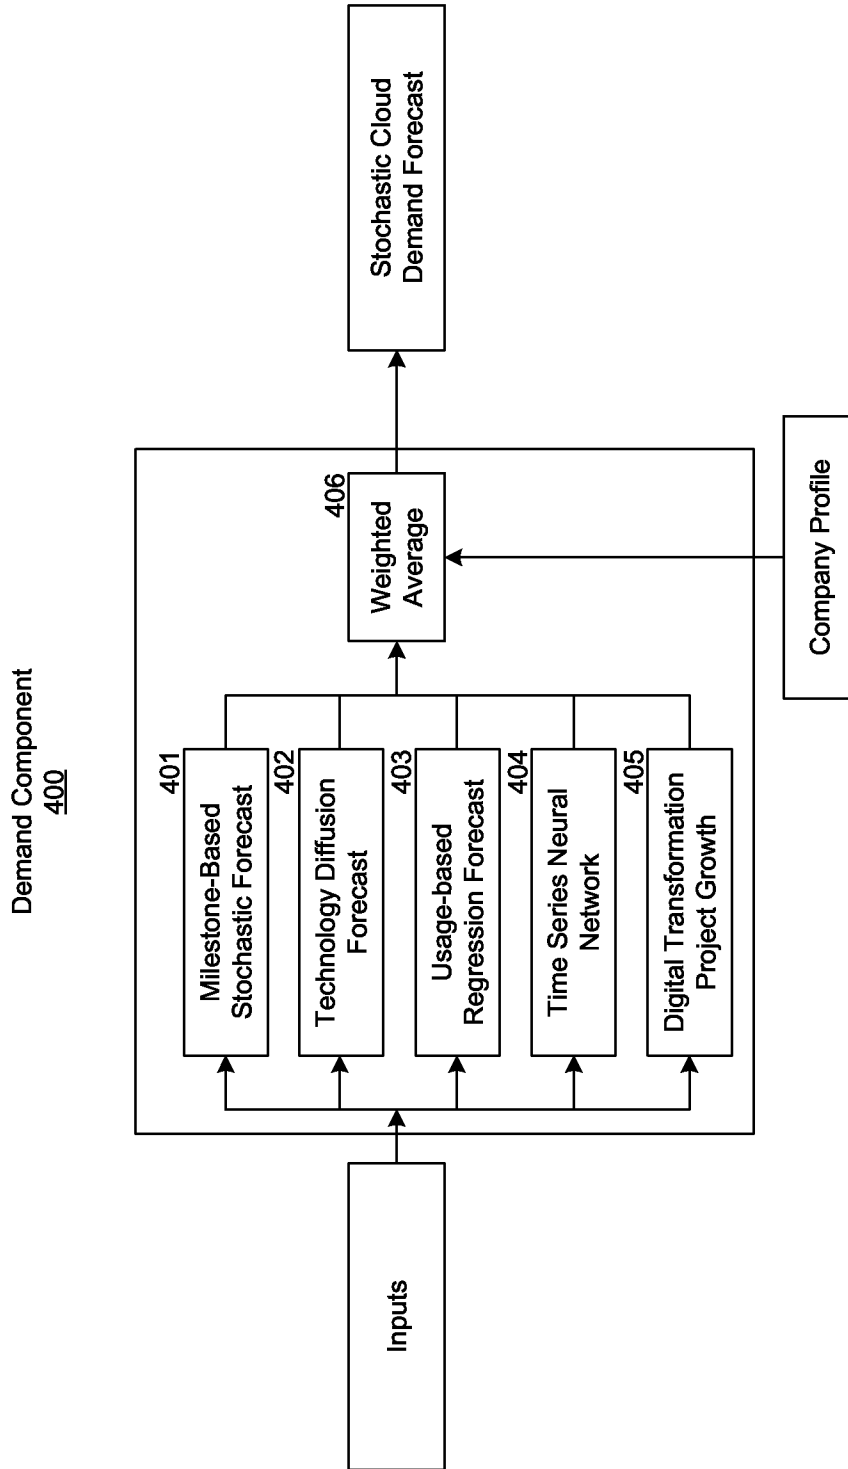 Demand Component
400
Inputs
401
Milestone-Based
Stochastic Forecast
402
Technology Diffusion
Forecast
403
Usage-based
Regression Forecast
404
Time Series Neural
Network
405
Digital Transformation
Project Growth
406
Weighted
Average
Company Profile
Stochastic Cloud
Demand Forecast